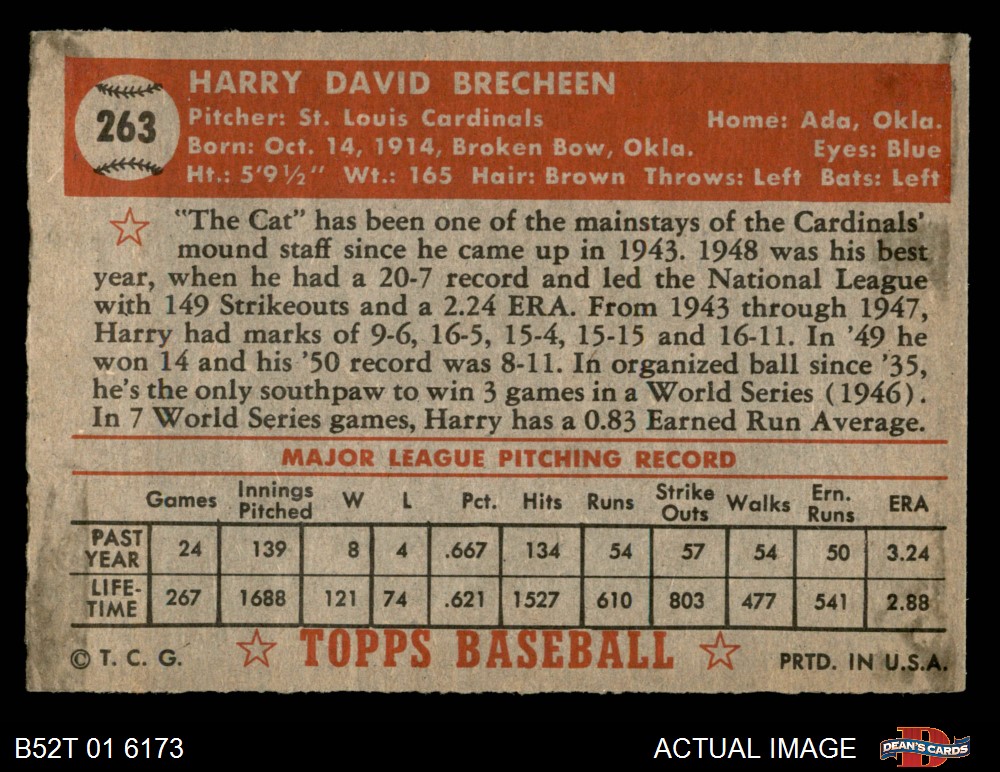 263
HARRY DAVID BRECHEEN
Pitcher: St. Louis Cardinals Home: Ada, Okla.
Born: Oct. 14, 1914, Broken Bow, Okla. Eyes: Blue
Ht.: 5'9½" Wt.: 165 Hair: Brown Throws: Left Bats: Left
"The Cat" has been one of the mainstays of the Cardinals'
mound staff since he came up in 1943. 1948 was his best
year, when he had a 20-7 record and led the National League
with 149 Strikeouts and a 2.24 ERA. From 1943 through 1947,
Harry had marks of 9-6, 16-5, 15-4, 15-15 and 16-11. In '49 he
won 14 and his '50 record was 8-11. In organized ball since '35,
he's the only southpaw to win 3 games in a World Series (1946).
In 7 World Series games, Harry has a 0.83 Earned Run Average.
MAJOR LEAGUE PITCHING RECORD
Games Innings Pitched W L Pct. Hits Runs Strike Outs Walks Ern. Runs ERA
PAST YEAR 24 139 8 4 .667 134 54 57 54 50 3.24
LIFE-TIME 267 1688 121 74 .621 1527 610 803 477 541 2.88
© T. C. G. TOPPS BASEBALL PRTD. IN U.S.A.
B52T 01 6173 ACTUAL IMAGE DEAN'S CARDS